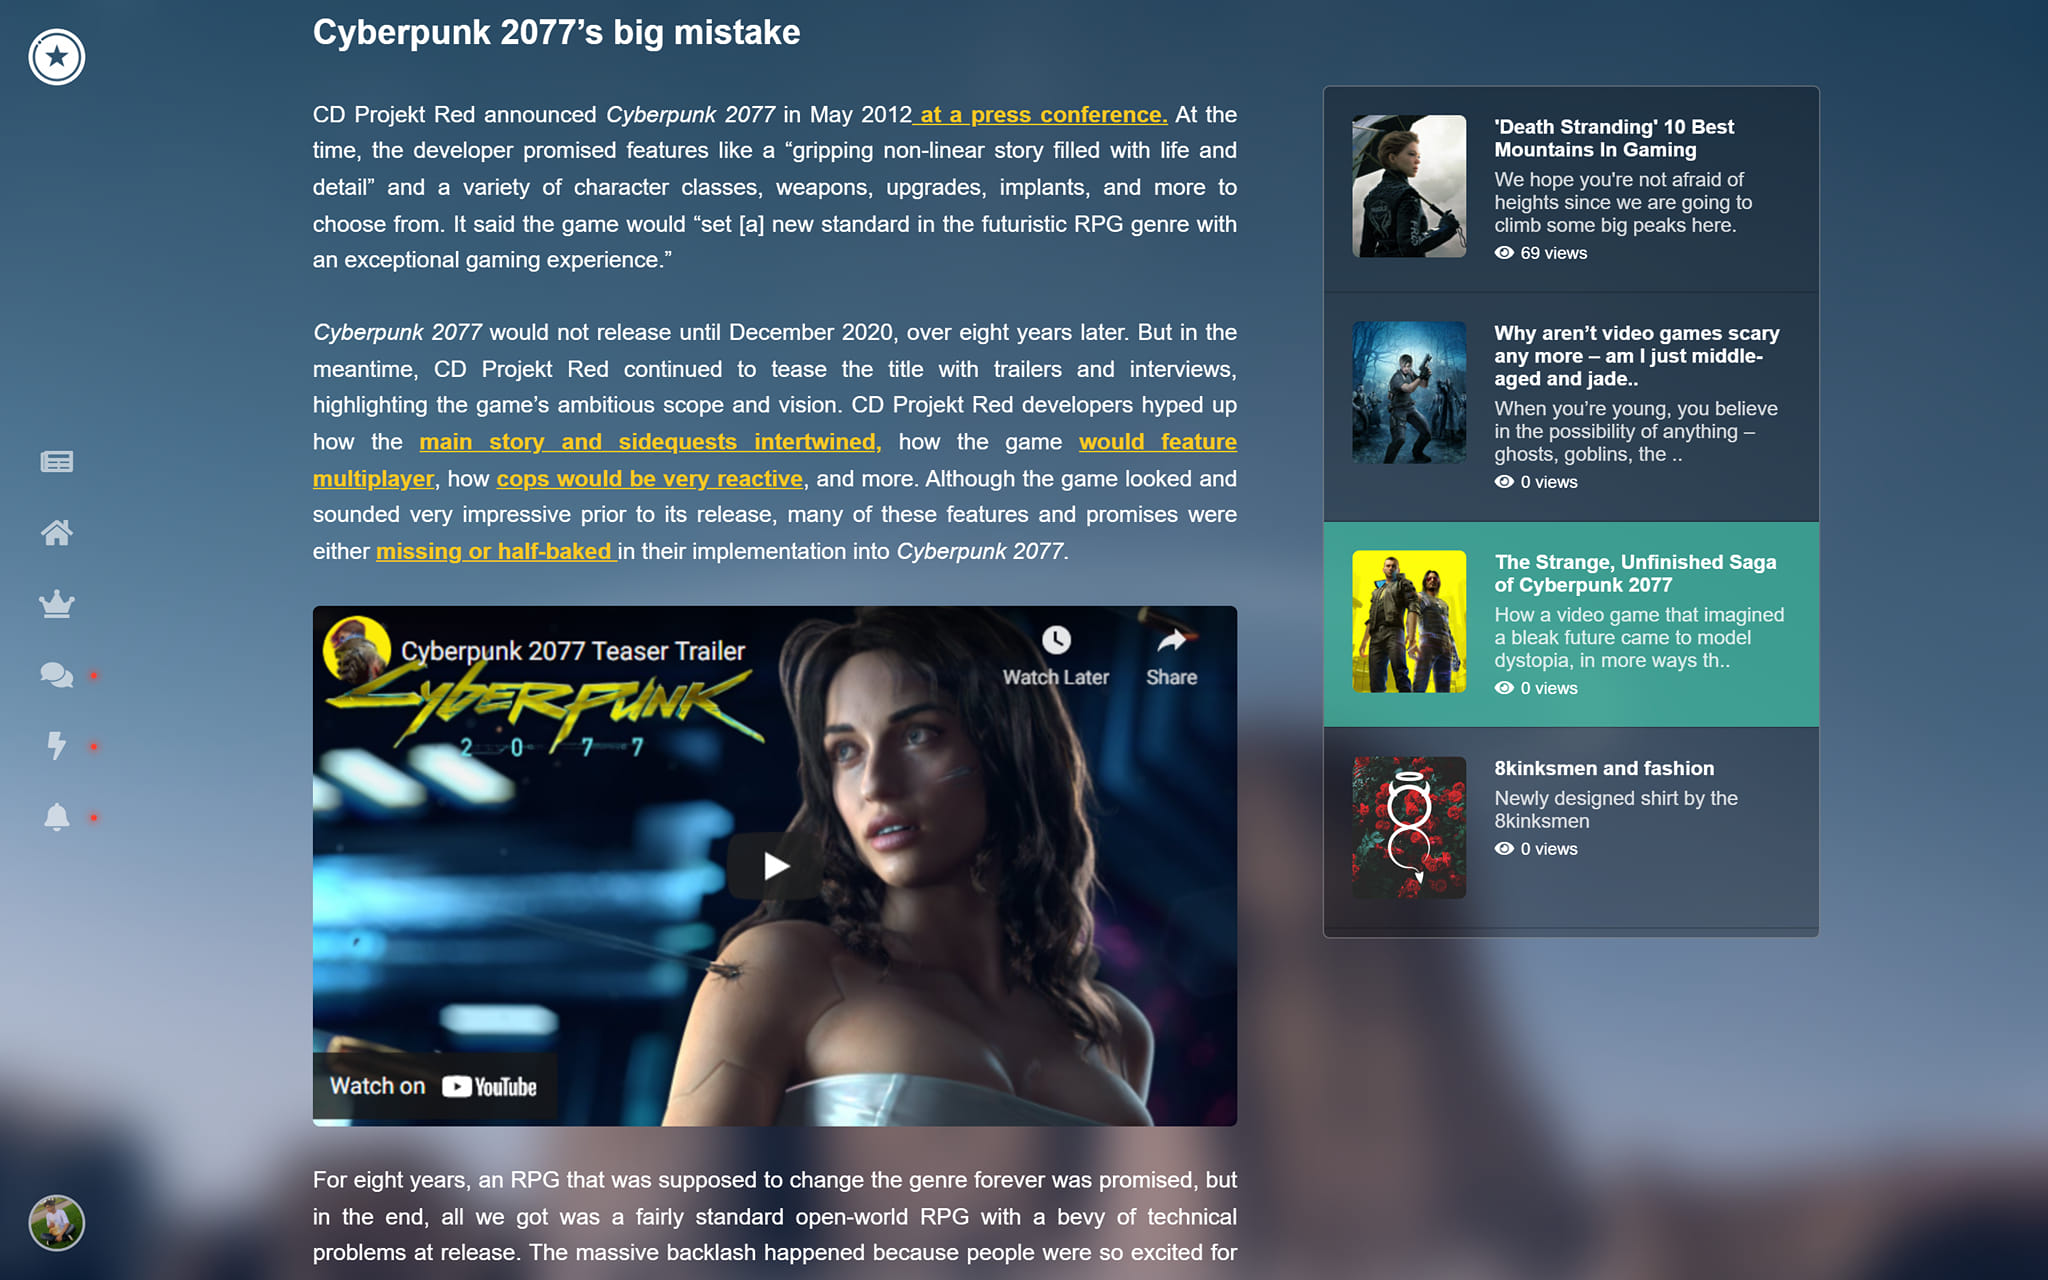 Cyberpunk 2077’s big mistake
CD Projekt Red announced Cyberpunk 2077 in May 2012 at a press conference. At the
time, the developer promised features like a “gripping non-linear story filled with life and
detail” and a variety of character classes, weapons, upgrades, implants, and more to
choose from. It said the game would “set [a] new standard in the futuristic RPG genre with
an exceptional gaming experience.”
Cyberpunk 2077 would not release until December 2020, over eight years later. But in the
meantime, CD Projekt Red continued to tease the title with trailers and interviews,
highlighting the game’s ambitious scope and vision. CD Projekt Red developers hyped up
how the main story and sidequests intertwined, how the game would feature
multiplayer, how cops would be very reactive, and more. Although the game looked and
sounded very impressive prior to its release, many of these features and promises were
either missing or half-baked in their implementation into Cyberpunk 2077.
Cyberpunk 2077 Teaser Trailer
Watch Later
Share
Cyberpunk
2077
Watch on YouTube
For eight years, an RPG that was supposed to change the genre forever was promised, but
in the end, all we got was a fairly standard open-world RPG with a bevy of technical
problems at release. The massive backlash happened because people were so excited for
'Death Stranding' 10 Best
Mountains In Gaming
We hope you're not afraid of
heights since we are going to
climb some big peaks here.
69 views
Why aren’t video games scary
any more – am I just middle-
aged and jade..
When you’re young, you believe
in the possibility of anything –
ghosts, goblins, the ..
0 views
The Strange, Unfinished Saga
of Cyberpunk 2077
How a video game that imagined
a bleak future came to model
dystopia, in more ways th..
0 views
8kinksmen and fashion
Newly designed shirt by the
8kinksmen
0 views